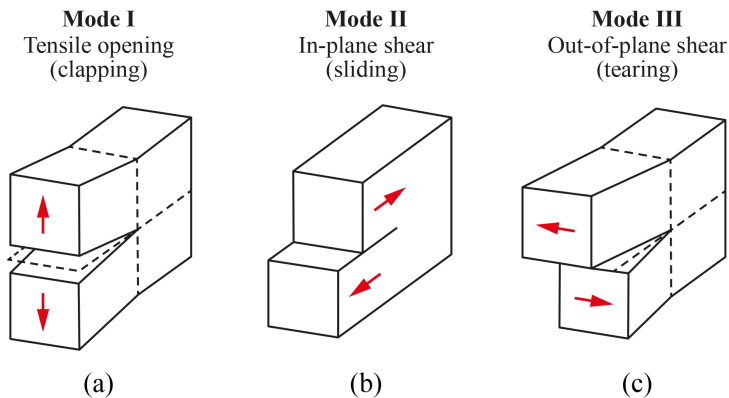 Mode I
Tensile opening
(clapping)
Mode II
In-plane shear
(sliding)
Mode III
Out-of-plane shear
(tearing)
(a)
(b)
(c)